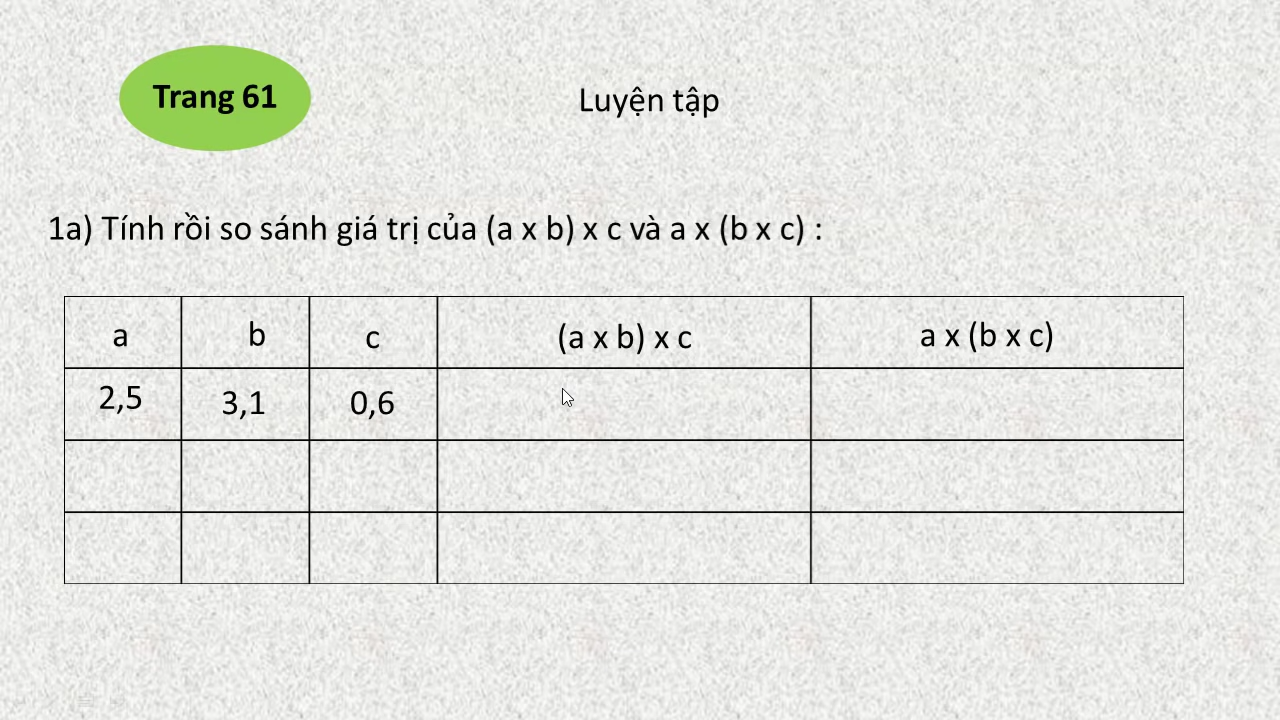 Trang 61
Luyện tập
1a) Tính rồi so sánh giá trị của (a x b) x c và a x (b x c) :
a b c (a x b) x c a x (b x c)
2,5 3,1 0,6